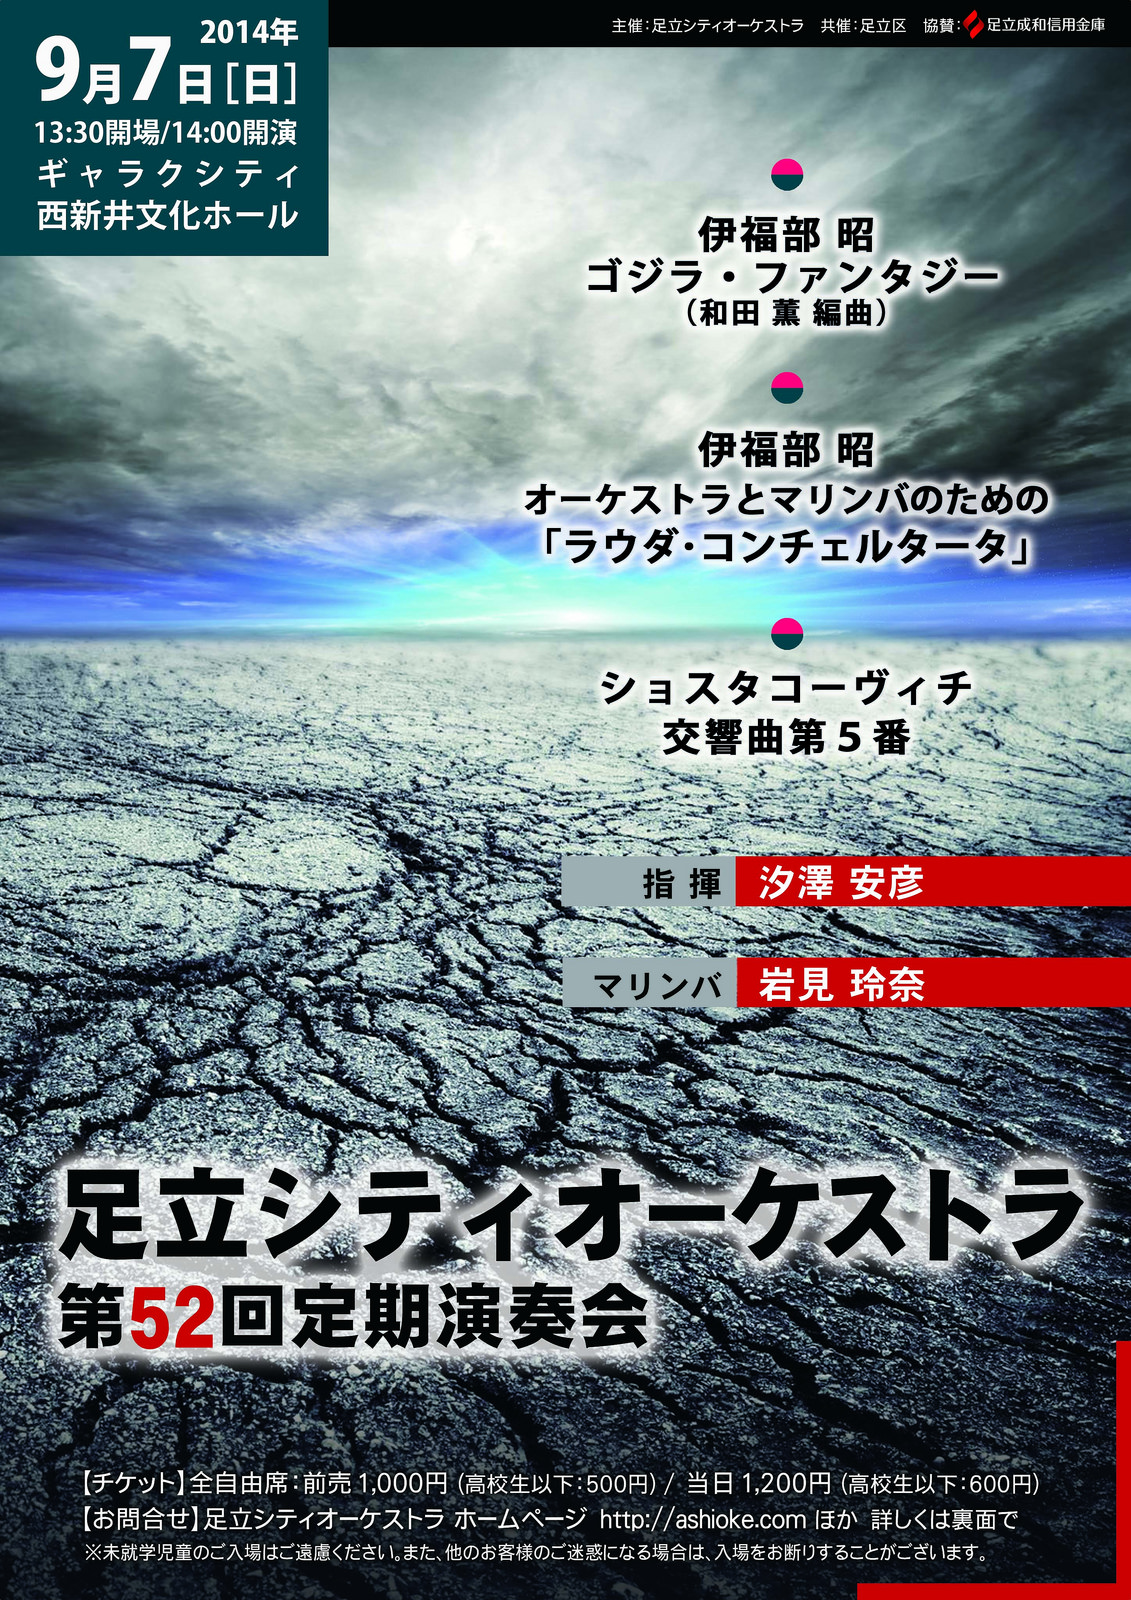 2014年
9月7日[日]
13:30開場/14:00開演
ギャラクシティ
西新井文化ホール
主催：足立シティオーケストラ　共催：足立区　協賛：足立成和信用金庫
伊福部 昭
ゴジラ・ファンタジー
（和田 薫 編曲）
伊福部 昭
オーケストラとマリンバのための
「ラウダ・コンチェルタータ」
ショスタコーヴィチ
交響曲第５番
指 揮　汐澤 安彦
マリンバ　岩見 玲奈
足立シティオーケストラ
第52回定期演奏会
【チケット】全自由席：前売 1,000円（高校生以下：500円）/ 当日 1,200円（高校生以下：600円）
【お問合せ】足立シティオーケストラ ホームページ http://ashioke.com ほか 詳しくは裏面で
※未就学児童のご入場はご遠慮ください。また、他のお客様のご迷惑になる場合は、入場をお断りすることがございます。